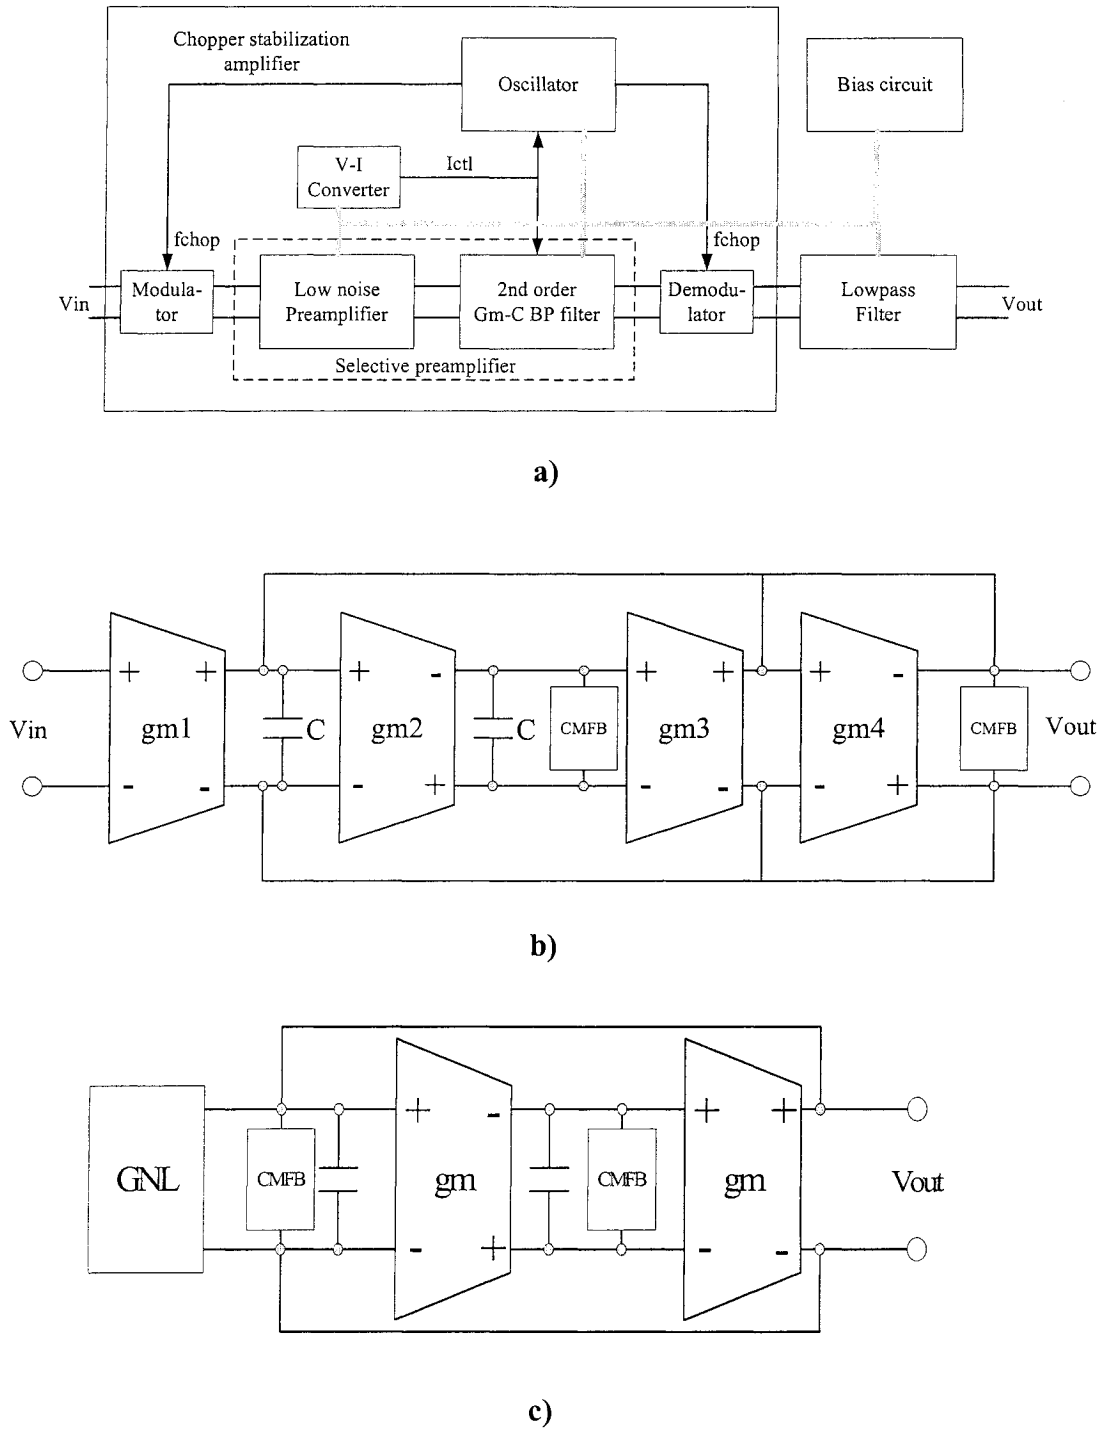 Chopper stabilization
amplifier
Oscillator
Bias circuit
V-I
Converter
Ictl
fchop
fchop
Vin
Modula-
tor
Low noise
Preamplifier
2nd order
Gm-C BP filter
Demodu-
lator
Lowpass
Filter
Vout
Selective preamplifier
a)
+ + + - + + + -
Vin
gm1
C
gm2
C
CMFB
gm3
gm4
CMFB
Vout
- - - + - - - +
b)
+ - + +
GNL
CMFB
gm
CMFB
gm
Vout
- + - -
c)